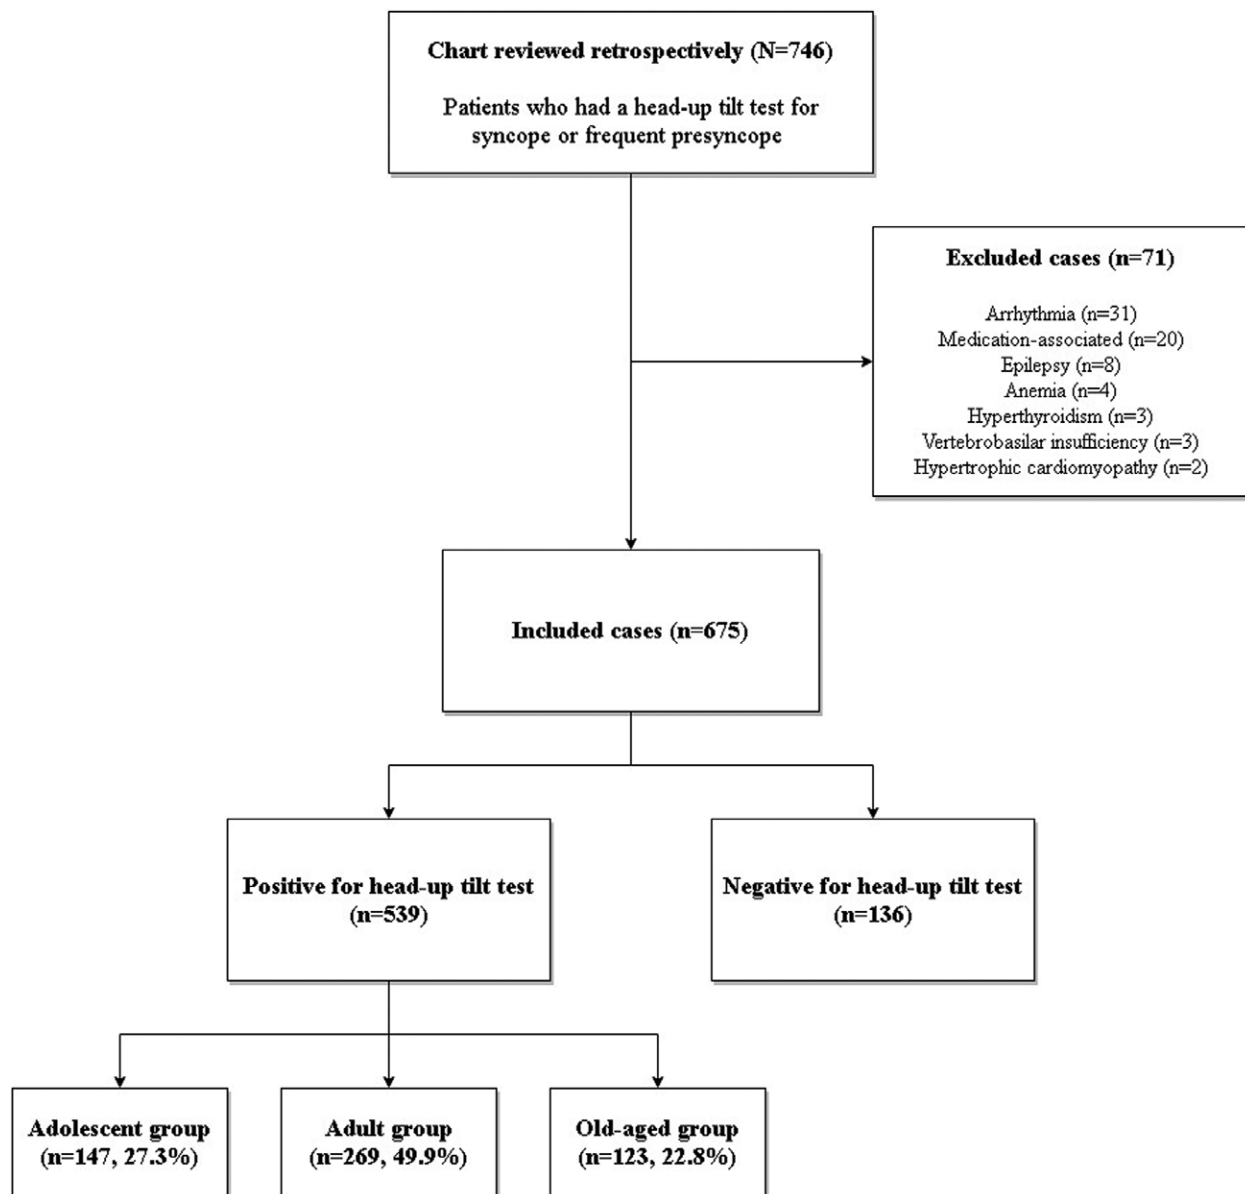 Chart reviewed retrospectively (N=746)
Patients who had a head-up tilt test for
syncope or frequent presyncope
Excluded cases (n=71)
Arrhythmia (n=31)
Medication-associated (n=20)
Epilepsy (n=8)
Anemia (n=4)
Hyperthyroidism (n=3)
Vertebrobasilar insufficiency (n=3)
Hypertrophic cardiomyopathy (n=2)
Included cases (n=675)
Positive for head-up tilt test
(n=539)
Negative for head-up tilt test
(n=136)
Adolescent group
(n=147, 27.3%)
Adult group
(n=269, 49.9%)
Old-aged group
(n=123, 22.8%)